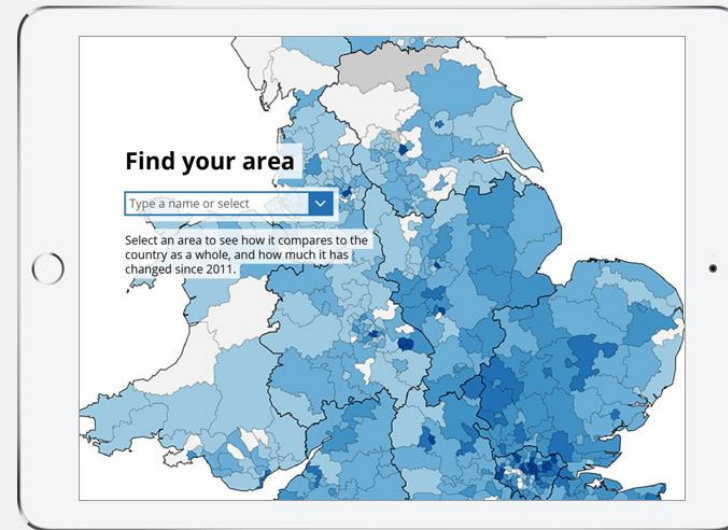 Find your area
Type a name or select
Select an area to see how it compares to the
country as a whole, and how much it has
changed since 2011.